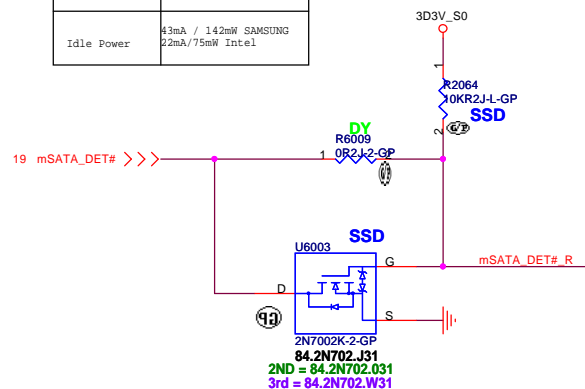 3D3V_S0
43mA / 142mW SAMSUNG
Idle Power
22mA/75mW Intel
1
R2064
10KR2J-L-GP
SSD
2
DY
R6009
19 mSATA_DET#
1
0R2J-2-GP
2
SSD
U6003
G
mSATA_DET#_R
D
S
2N7002K-2-GP
84.2N702.J31
2ND = 84.2N702.031
3rd = 84.2N702.W31